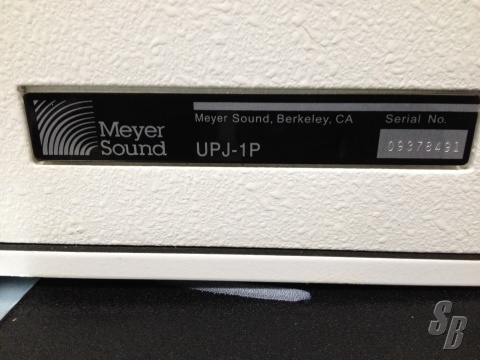 Meyer Sound, Berkeley, CA
Serial No.
Meyer
Sound
UPJ-1P
09378491
SB